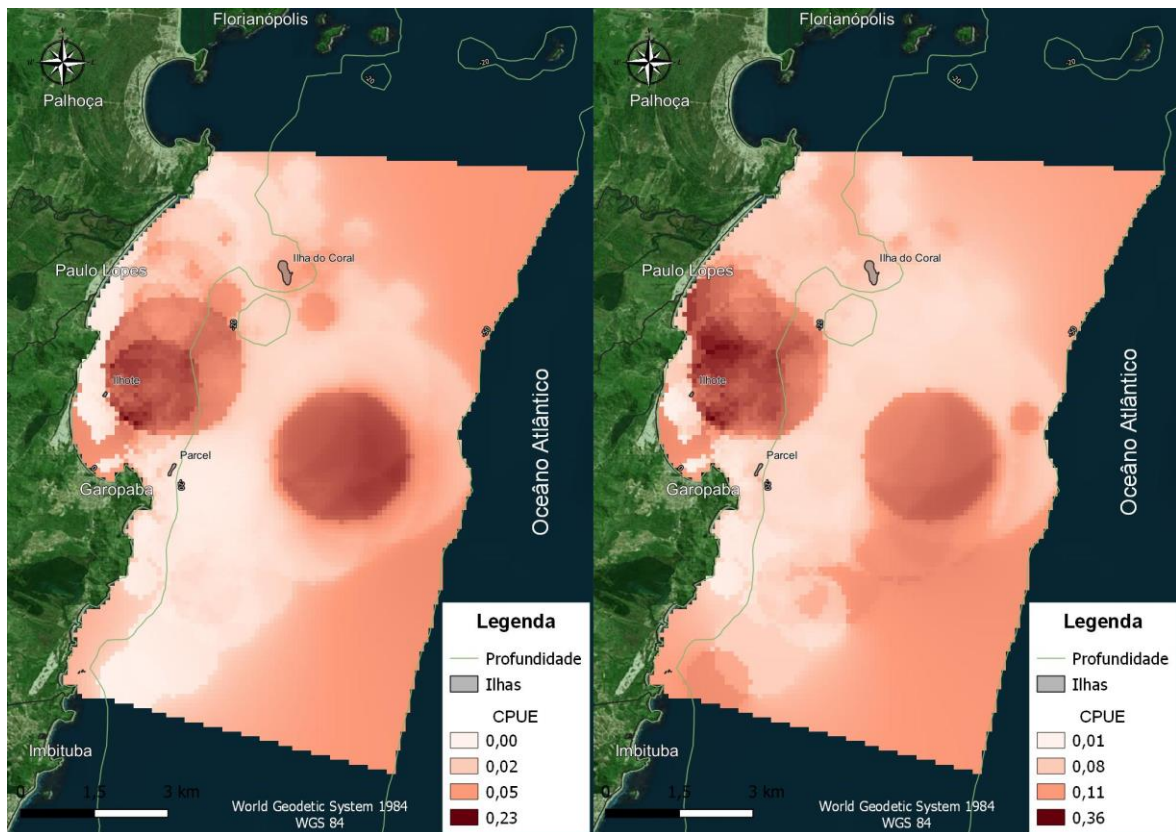 Florianópolis
Palhoça
-20
-20
Ilha do Coral
Paulo Lopes
Ilhote
Parcel
Garopaba
Oceâno Atlântico
Imbituba
0 1,5 3 km
World Geodetic System 1984
WGS 84
Legenda
Profundidade
Ilhas
CPUE
0,00
0,02
0,05
0,23
Florianópolis
Palhoça
-20
-20
Ilha do Coral
Paulo Lopes
Ilhote
Parcel
Garopaba
Oceâno Atlântico
Imbituba
0 1,5 3 km
World Geodetic System 1984
WGS 84
Legenda
Profundidade
Ilhas
CPUE
0,01
0,08
0,11
0,36